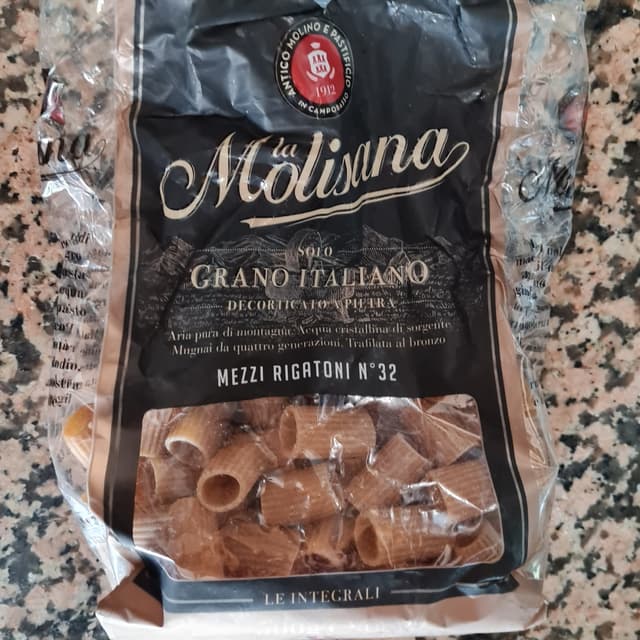 ANTICO MOLINO E PASTIFICIO
IN CAMPOBASSO
1912
la
Molisana
SOLO
GRANO ITALIANO
DECORTICATO A PIETRA
Aria pura di montagna. Acqua cristallina di sorgente
Mugnai da quattro generazioni. Trafilata al bronzo
MEZZI RIGATONI N°32
LE INTEGRALI